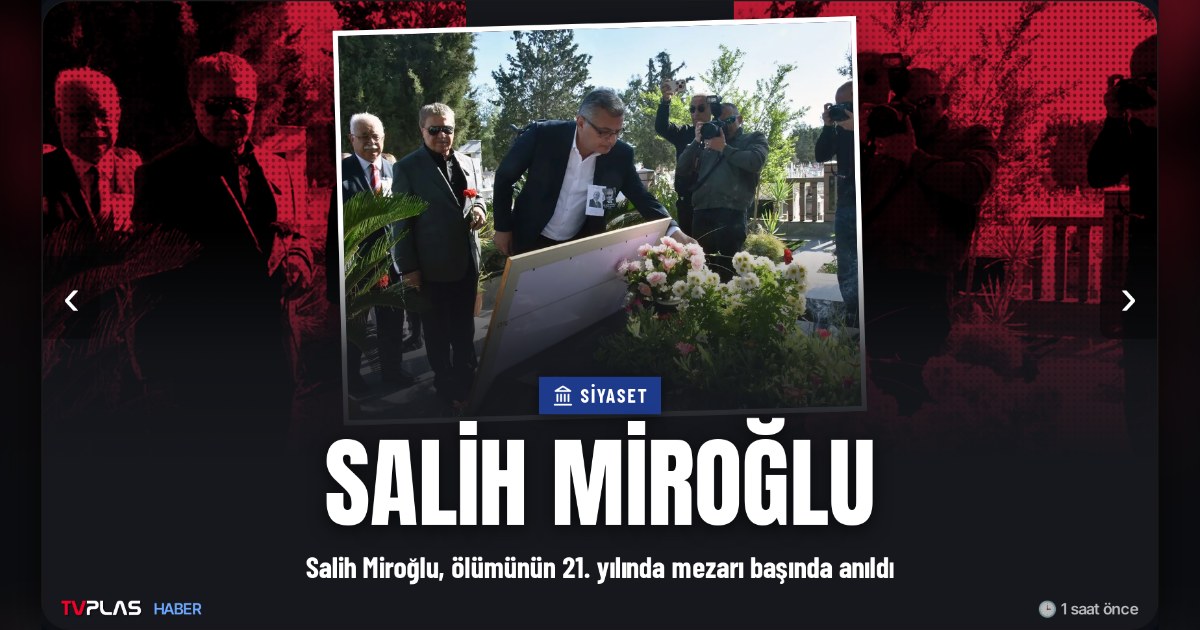 SİYASET
SALİH MİROĞLU
Salih Miroğlu, ölümünün 21. yılında mezarı başında anıldı
TVPLAS HABER
1 saat önce